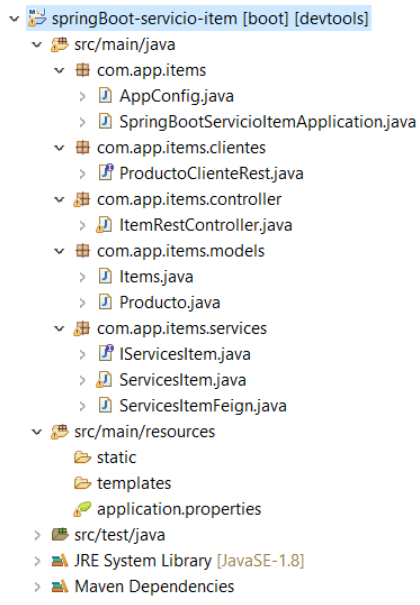 springBoot-servicio-item [boot] [devtools]
src/main/java
com.app.items
AppConfig.java
SpringBootServicioItemApplication.java
com.app.items.clientes
ProductoClienteRest.java
com.app.items.controller
ItemRestController.java
com.app.items.models
Items.java
Producto.java
com.app.items.services
IServicesItem.java
ServicesItem.java
ServicesItemFeign.java
src/main/resources
static
templates
application.properties
src/test/java
JRE System Library [JavaSE-1.8]
Maven Dependencies